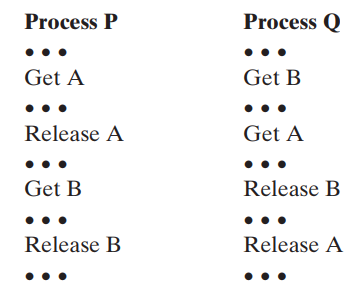 Process P Process Q
• • • • • •
Get A Get B
• • • • • •
Release A Get A
• • • • • •
Get B Release B
• • • • • •
Release B Release A
• • • • • •